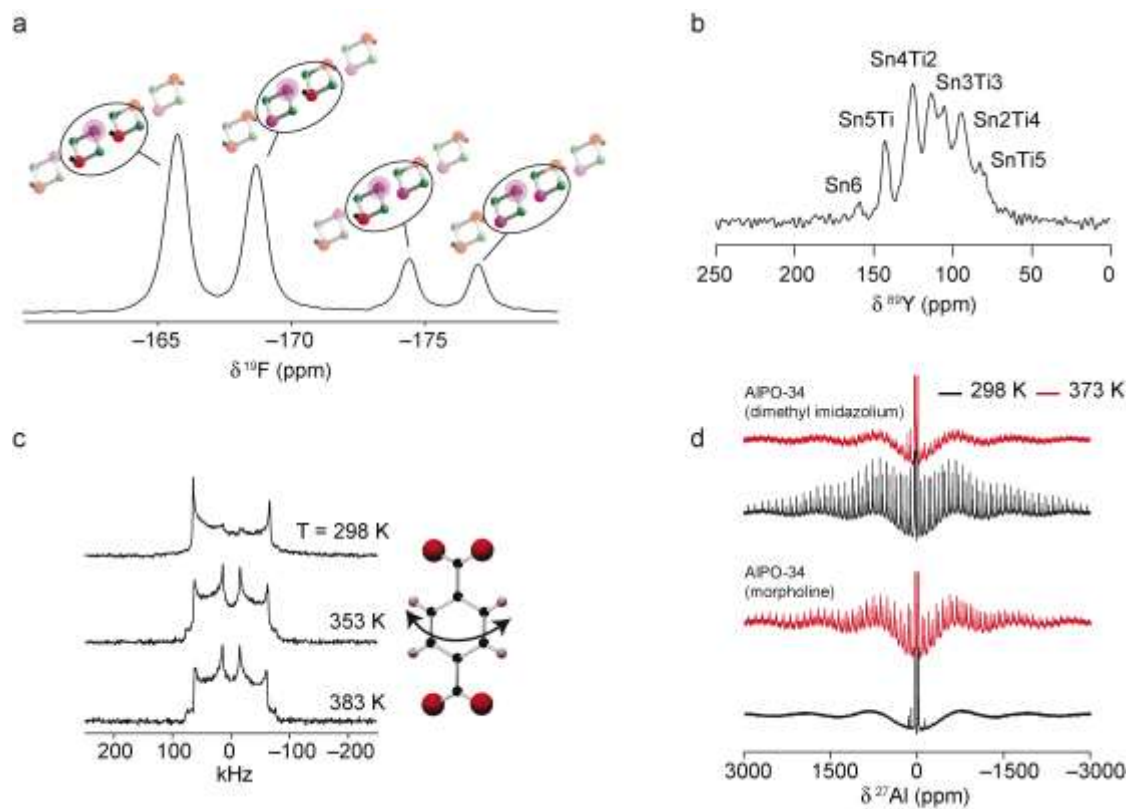 a
−165
−170
−175
δ ¹⁹F (ppm)
b
Sn4Ti2
Sn3Ti3
Sn5Ti
Sn2Ti4
SnTi5
Sn6
250
200
150
100
50
0
δ ⁸⁹Y (ppm)
c
T = 298 K
353 K
383 K
200
100
0
−100
−200
kHz
d
AlPO-34
(dimethyl imidazolium)
298 K
373 K
AlPO-34
(morpholine)
3000
1500
0
−1500
−3000
δ ²⁷Al (ppm)